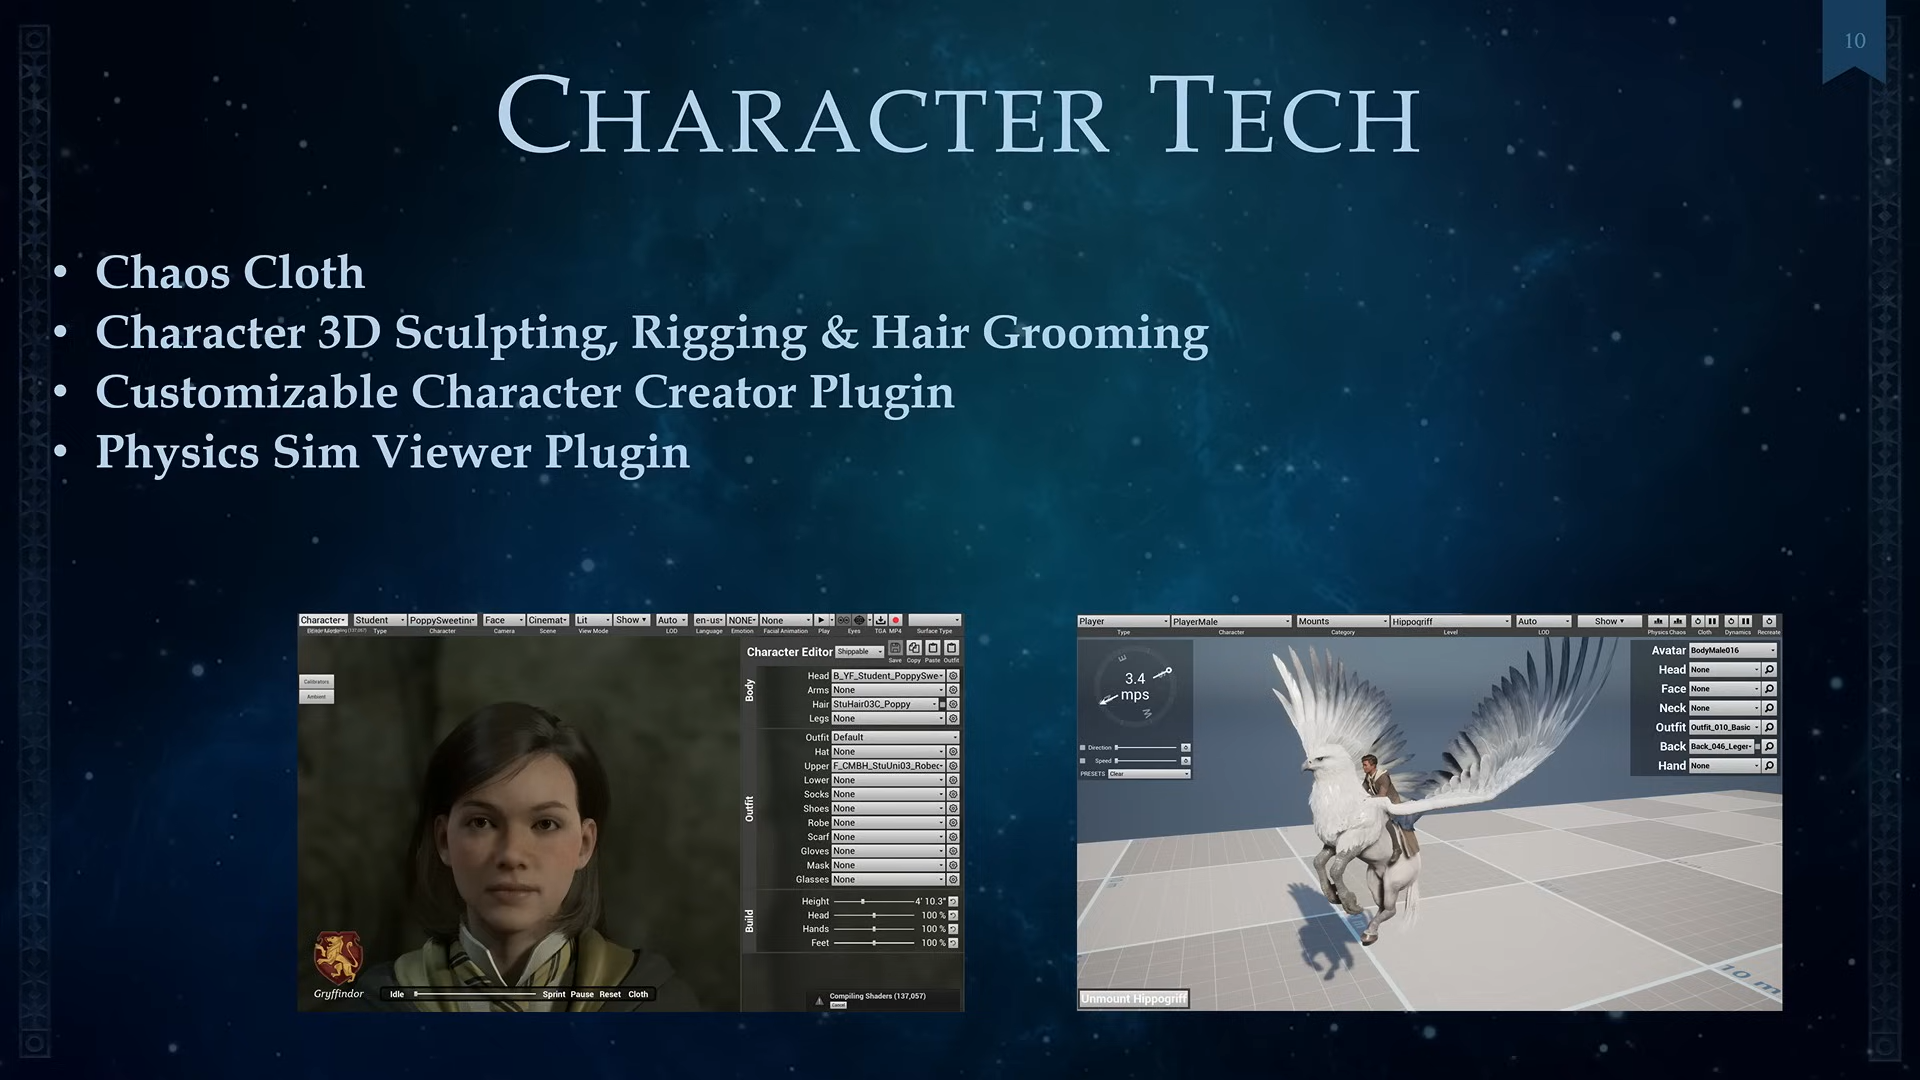 10
CHARACTER TECH
• Chaos Cloth
• Character 3D Sculpting, Rigging & Hair Grooming
• Customizable Character Creator Plugin
• Physics Sim Viewer Plugin
Character Student PoppySweetin Face Cinemat Lit Show Auto en-us NONE None
Type Character Camera Scene View Mode LOD Language Emotion Facial Animation Play Eyes TGA MP4 Surface Type
Calibrators
Ambient
Character Editor Shippable
Save Copy Paste Outfit
Body
Head B_YF_Student_PoppySwe
Arms None
Hair StuHair03C_Poppy
Legs None
Outfit
Outfit Default
Hat None
Upper F_CMBH_StuUni03_Robec
Lower None
Socks None
Shoes None
Robe None
Scarf None
Gloves None
Mask None
Glasses None
Build
Height 4' 10.3"
Head 100 %
Hands 100 %
Feet 100 %
Gryffindor
Idle Sprint Pause Reset Cloth
Compiling Shaders (137,057)
Cancel
Player PlayerMale Mounts Hippogriff Auto Show
Type Character Category Level LOD Physics Chaos Cloth Dynamics Recreate
3.4
mps
E
W
Direction
Speed
PRESETS Clear
Avatar BodyMale016
Head None
Face None
Neck None
Outfit Outfit_010_Basic
Back Back_046_Leger
Hand None
10 m
Unmount Hippogriff